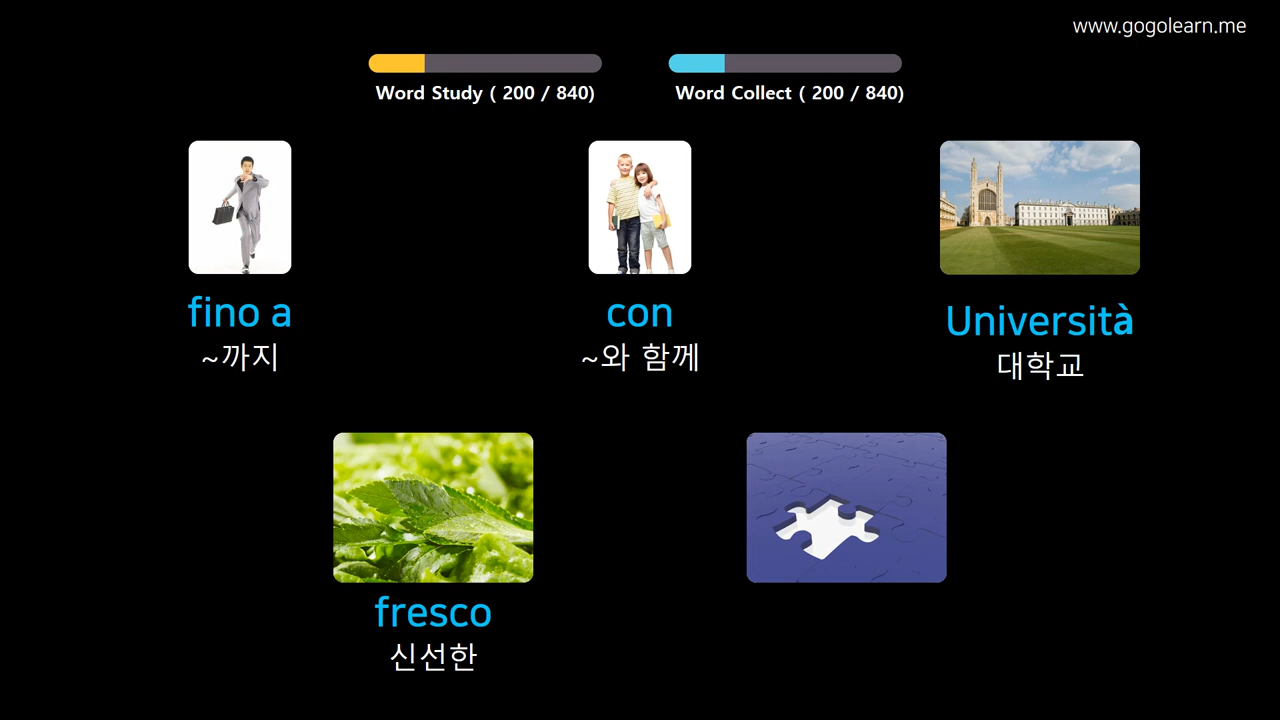 www.gogolearn.me
Word Study ( 200 / 840)
Word Collect ( 200 / 840)
fino a
~까지
con
~와 함께
Università
대학교
fresco
신선한